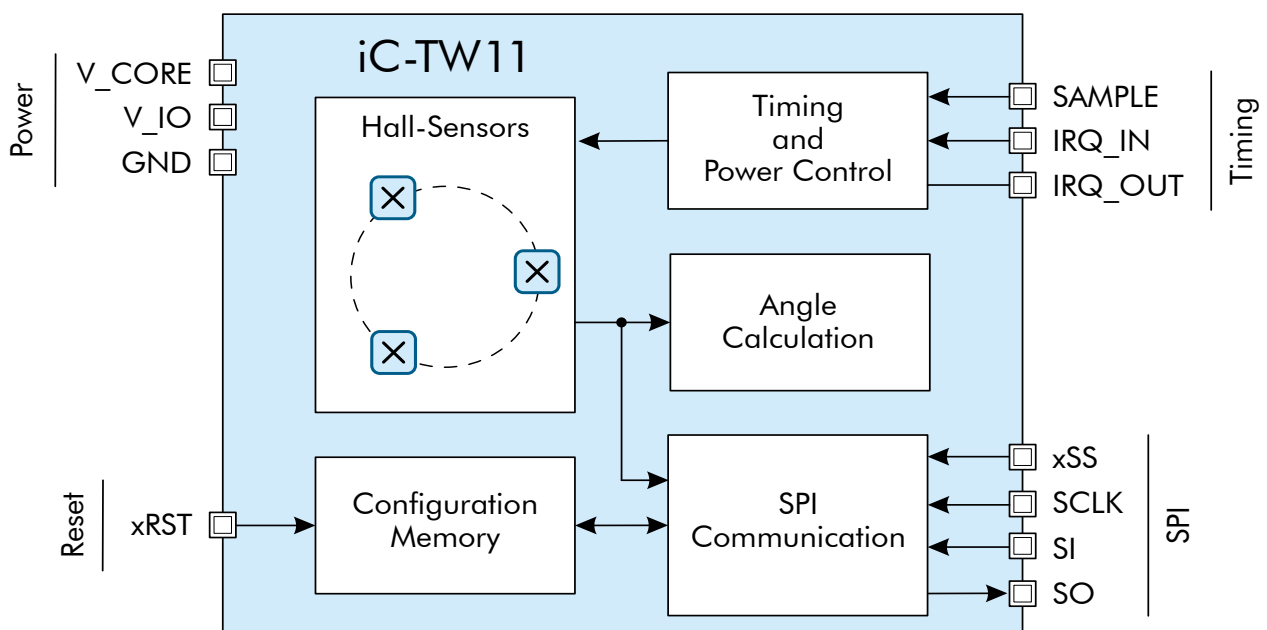 iC-TW11
Power
V_CORE
V_IO
GND
Hall-Sensors
Timing
and
Power Control
SAMPLE
IRQ_IN
IRQ_OUT
Timing
Angle
Calculation
Reset
xRST
Configuration
Memory
SPI
Communication
xSS
SCLK
SI
SO
SPI